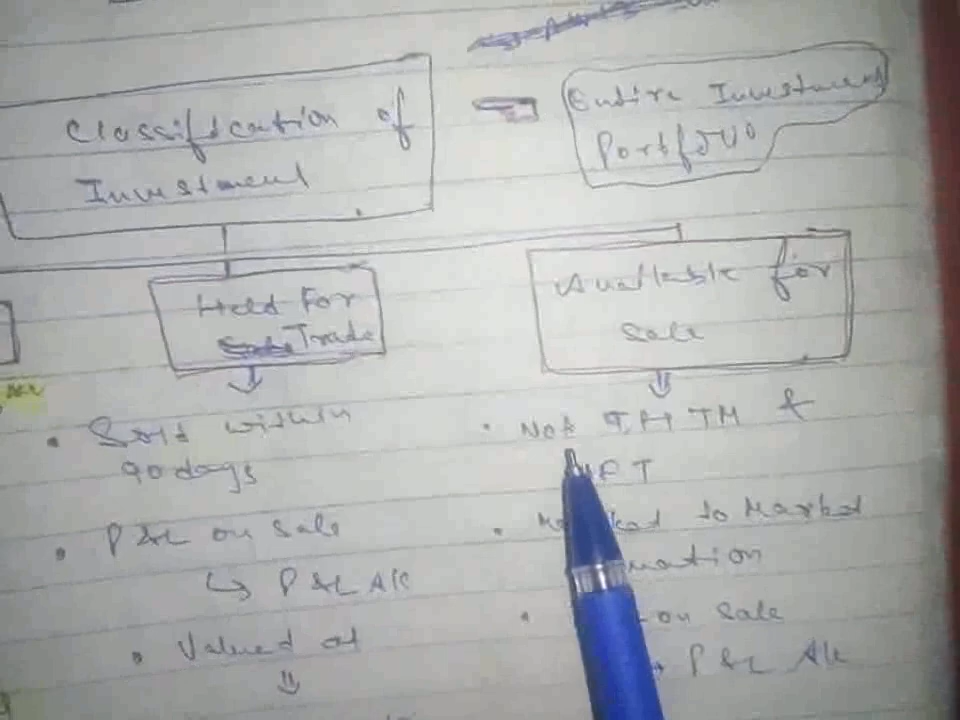 Classification of
Investment
Entire Investment
Portfolio
Held For
Trade
Available for
Sale
• Sold within
90 days
• P&L on sale
↳ P&L A/c
• Valued at
• Not HTM &
HFT
• Marked to Market
• on sale
→ P&L A/c